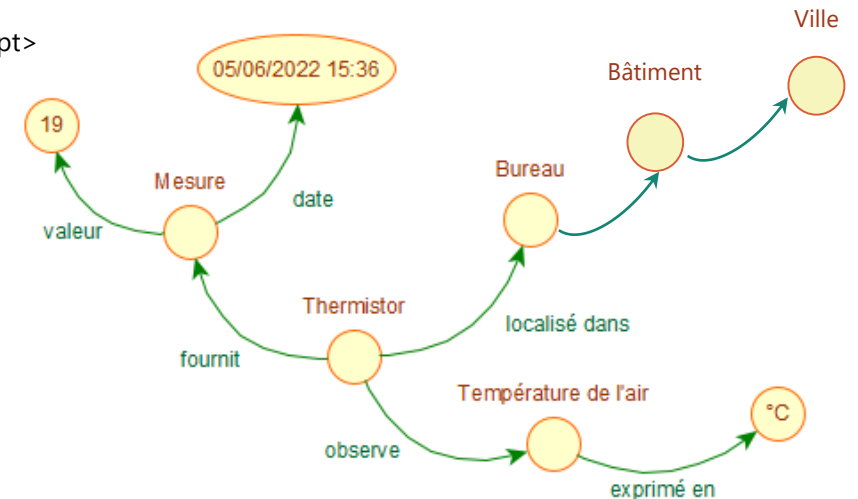 Ville
pt>
05/06/2022 15:36
Bâtiment
19
Mesure
Bureau
date
valeur
Thermistor
localisé dans
fournit
Température de l'air
°C
observe
exprimé en